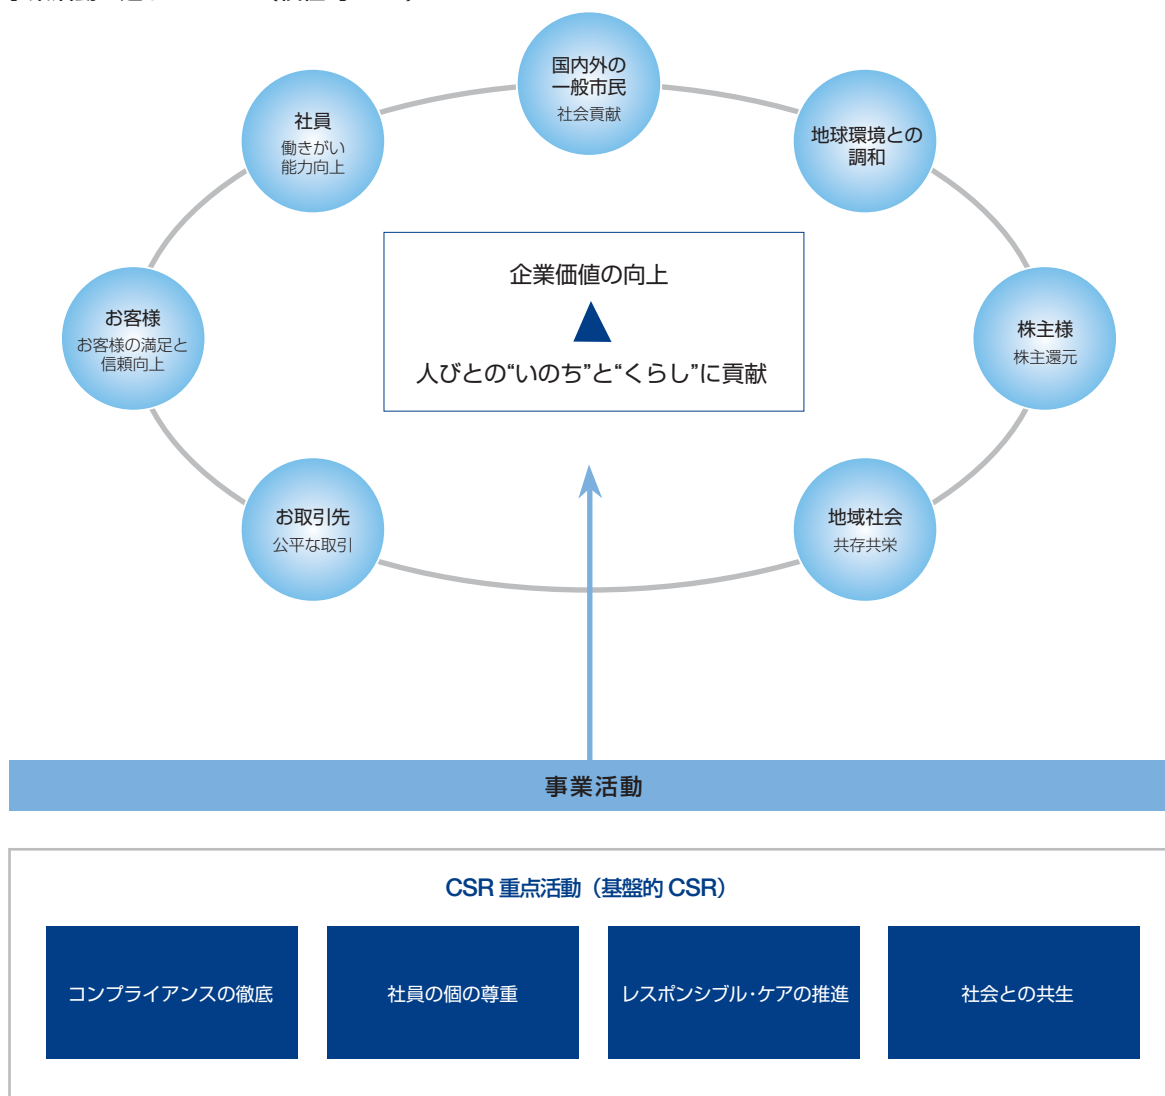 国内外の
一般市民
社会貢献
社員
働きがい
能力向上
地球環境との
調和
企業価値の向上
お客様
お客様の満足と
信頼向上
株主様
株主還元
人びとの“いのち”と“くらし”に貢献
お取引先
公平な取引
地域社会
共存共栄
事業活動
CSR 重点活動（基盤的 CSR）
コンプライアンスの徹底
社員の個の尊重
レスポンシブル・ケアの推進
社会との共生